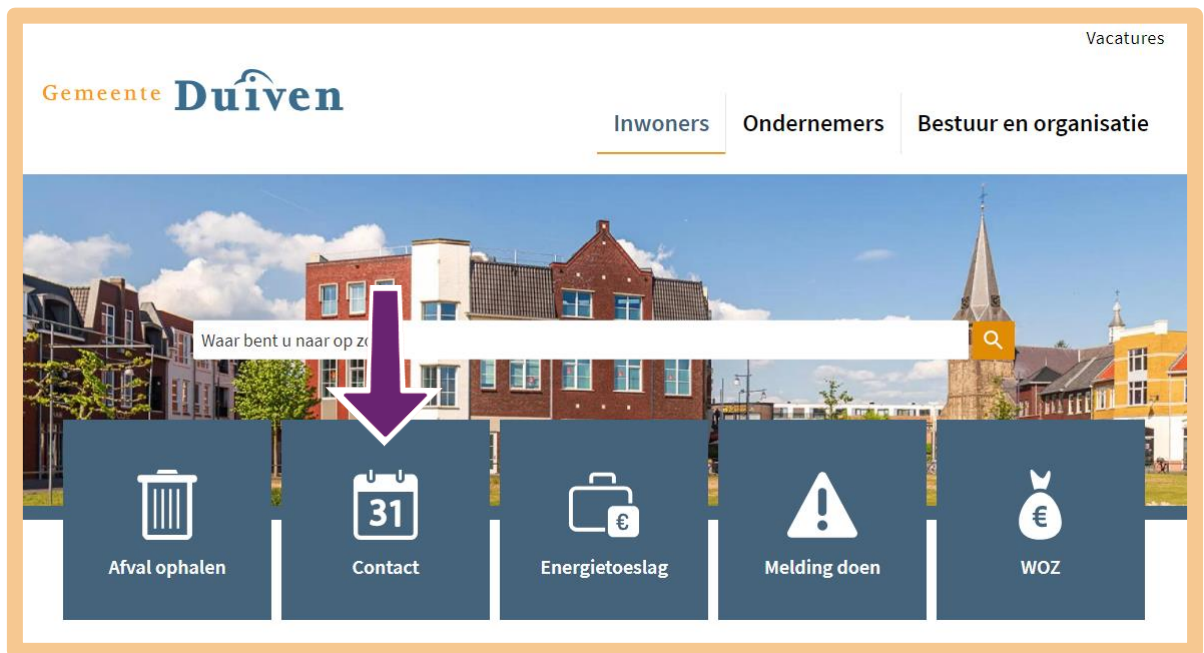 Vacatures
Gemeente Duiven
Inwoners Ondernemers Bestuur en organisatie
Waar bent u naar op
31
€
€
Afval ophalen Contact Energietoeslag Melding doen WOZ